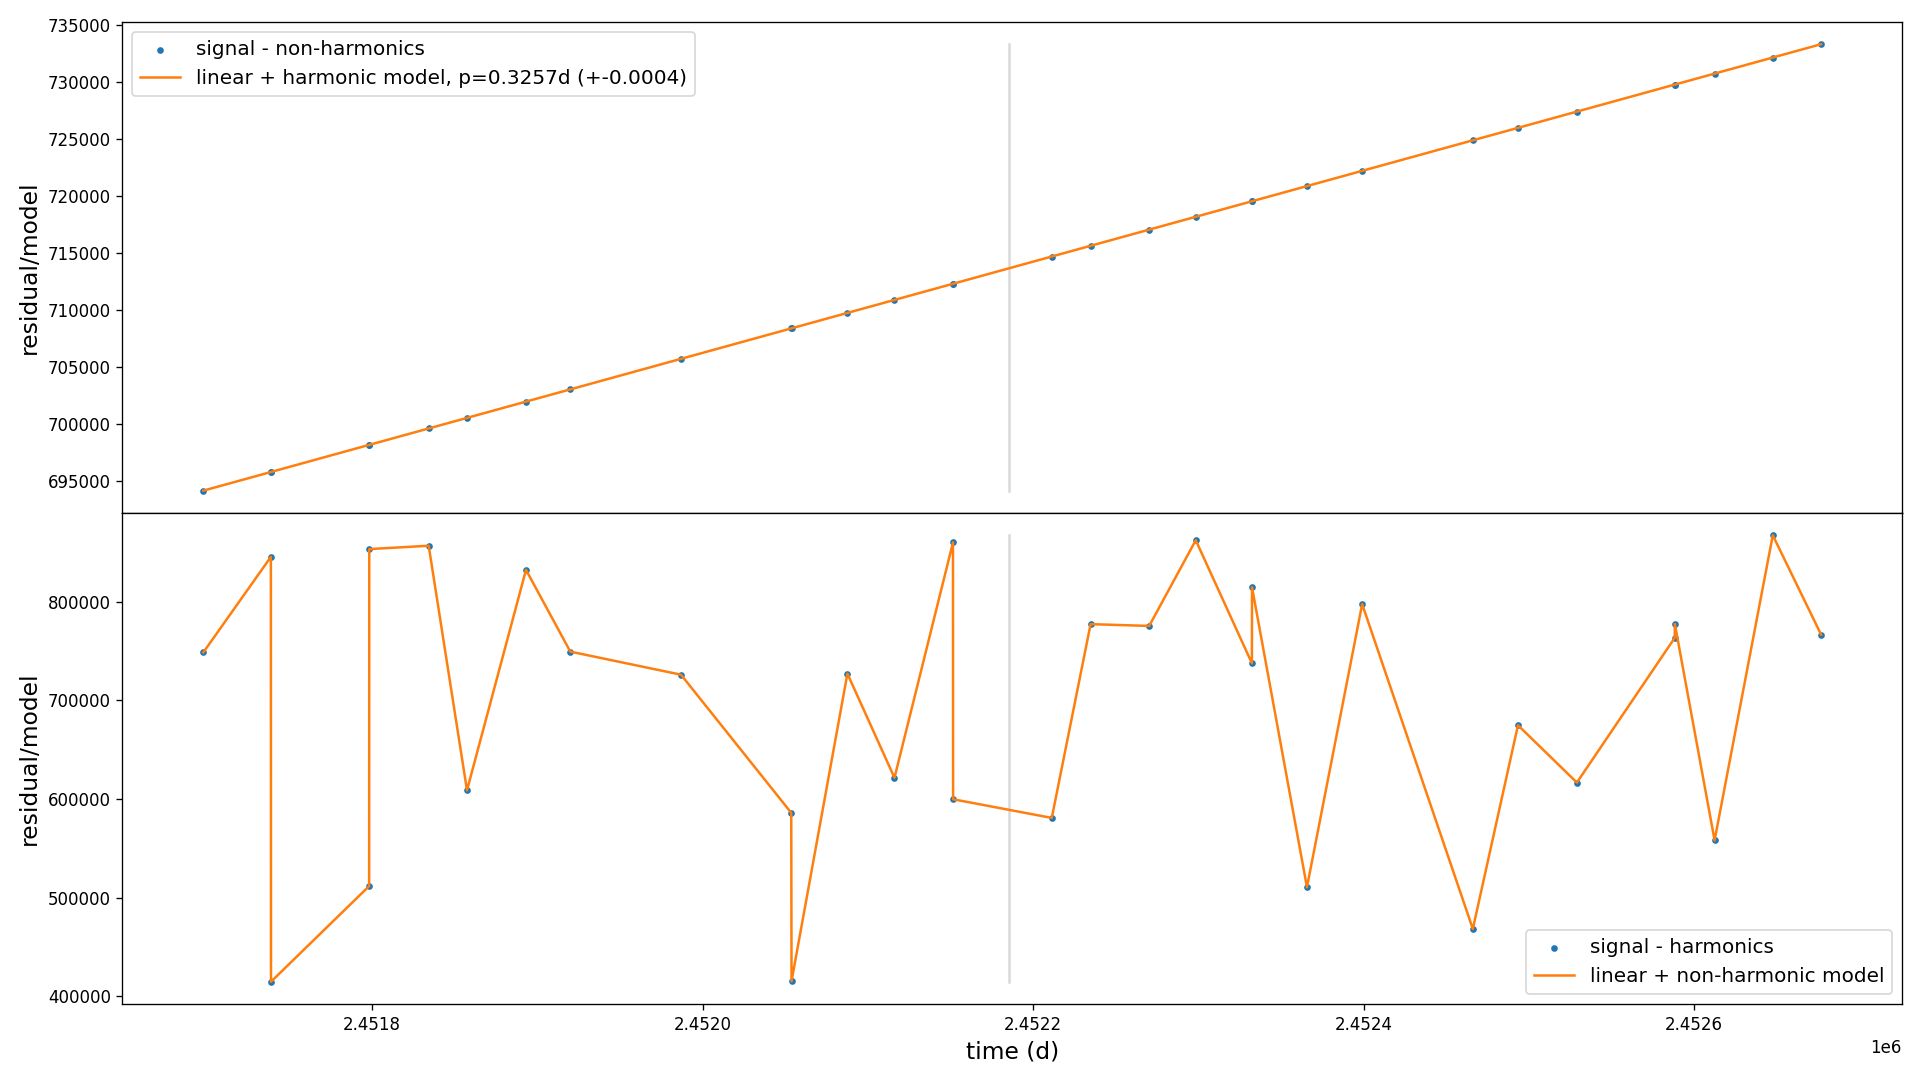 735000
730000
725000
720000
715000
710000
705000
700000
695000
residual/model
signal - non-harmonics
linear + harmonic model, p=0.3257d (+-0.0004)
800000
700000
600000
500000
400000
residual/model
signal - harmonics
linear + non-harmonic model
2.4518 2.4520 2.4522 2.4524 2.4526
1e6
time (d)